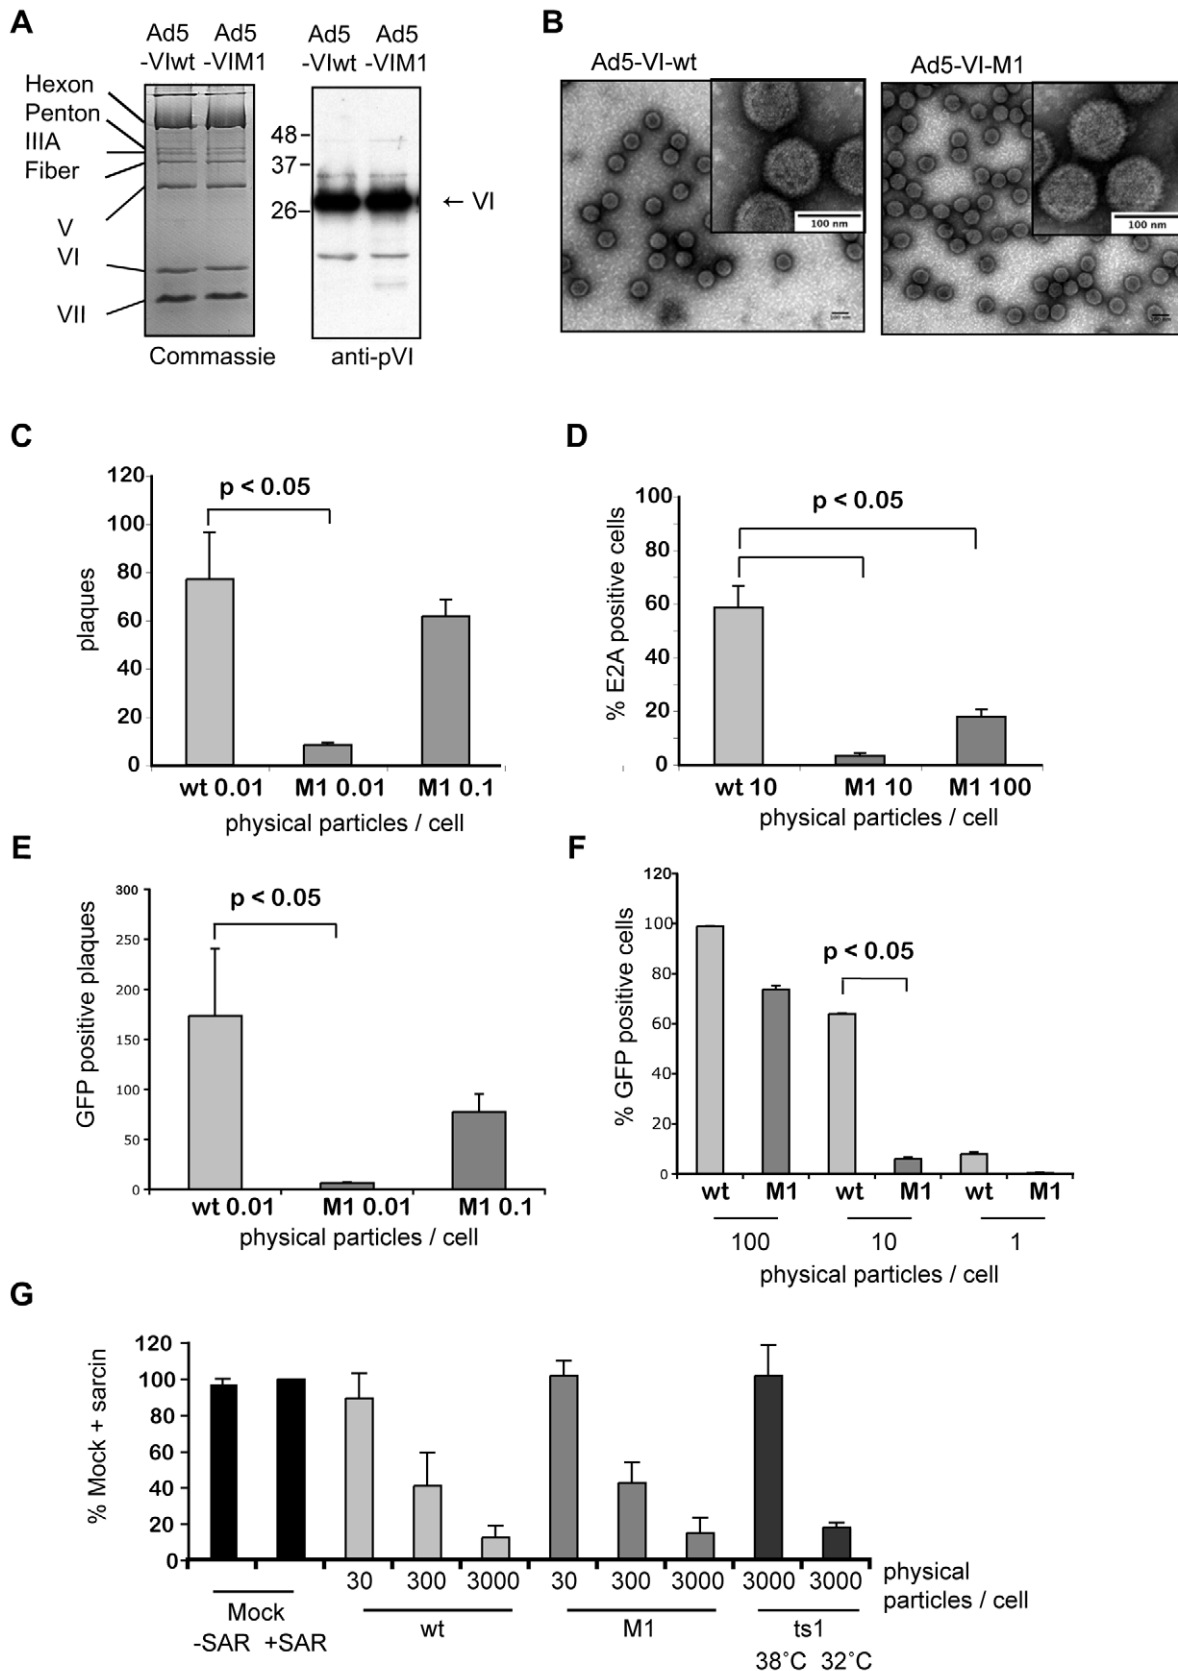 A
Ad5 Ad5
-VIwt -VIM1
Hexon
Penton
IIIA
Fiber
V
VI
VII
Commassie
Ad5 Ad5
-VIwt -VIM1
48
37
26
← VI
anti-pVI
B
Ad5-VI-wt
100 nm
Ad5-VI-M1
100 nm
C
p < 0.05
plaques
120
100
80
60
40
20
0
wt 0.01 M1 0.01 M1 0.1
physical particles / cell
D
p < 0.05
% E2A positive cells
100
80
60
40
20
0
wt 10 M1 10 M1 100
physical particles / cell
E
p < 0.05
GFP positive plaques
300
250
200
150
100
50
0
wt 0.01 M1 0.01 M1 0.1
physical particles / cell
F
p < 0.05
% GFP positive cells
120
100
80
60
40
20
0
wt M1 wt M1 wt M1
100 10 1
physical particles / cell
G
% Mock + sarcin
120
100
80
60
40
20
0
30 300 3000 30 300 3000 3000 3000
physical
particles / cell
Mock wt M1 ts1
-SAR +SAR 38˚C 32˚C